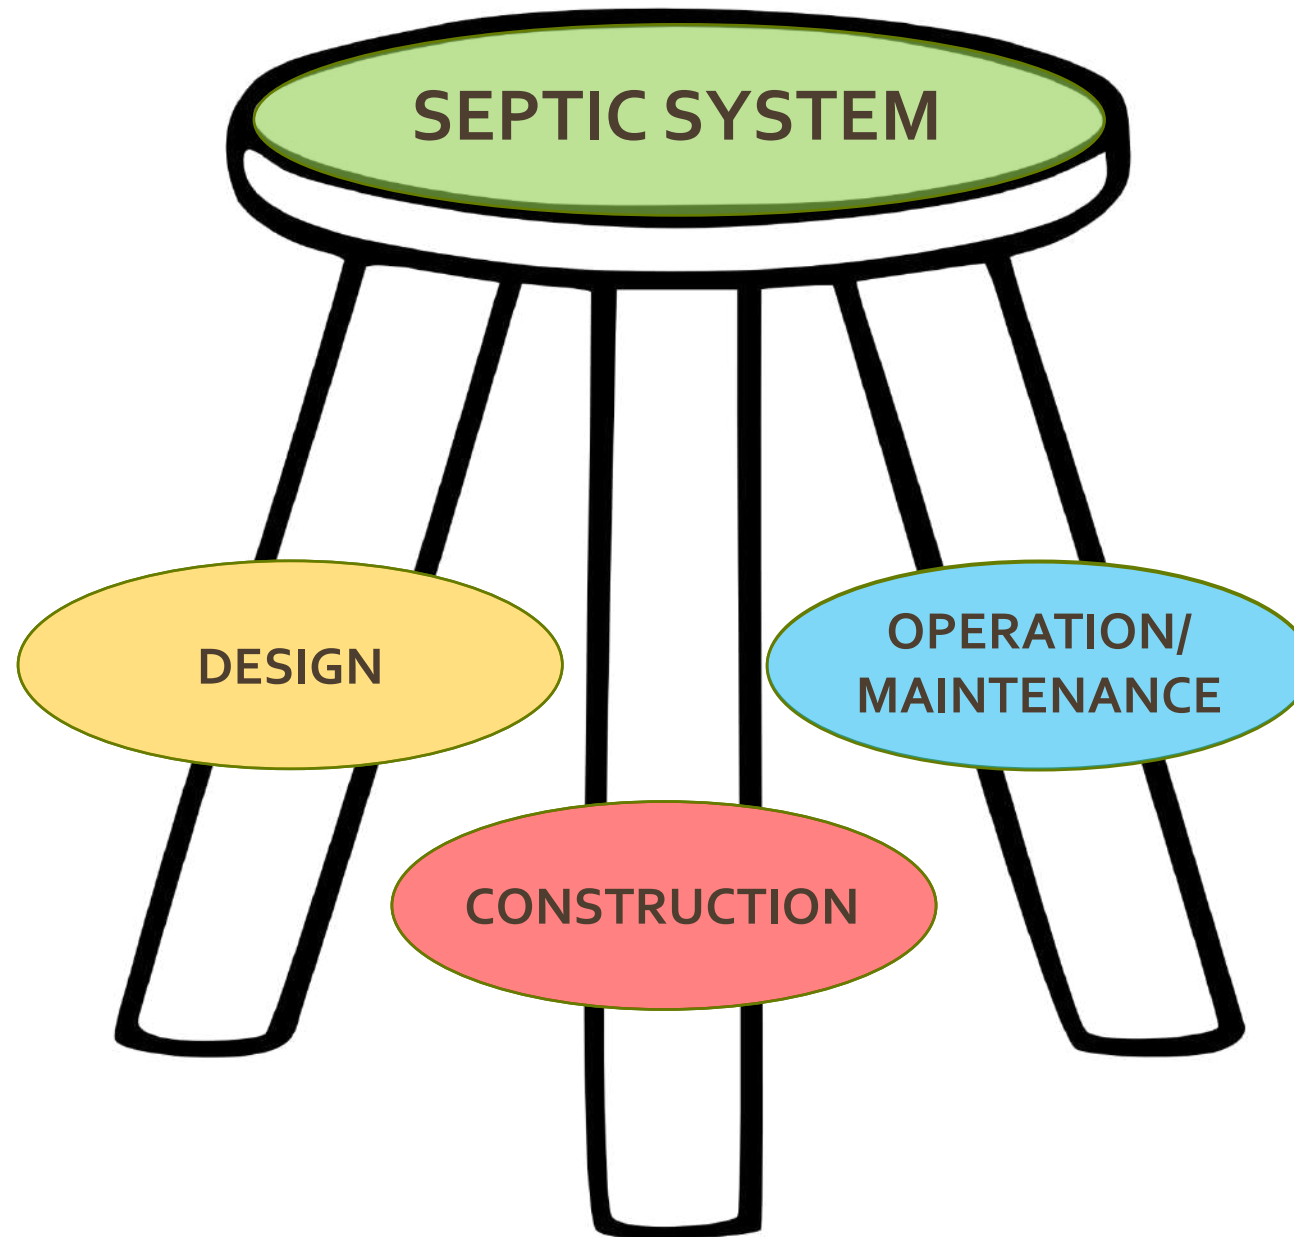 SEPTIC SYSTEM
DESIGN
OPERATION/
MAINTENANCE
CONSTRUCTION